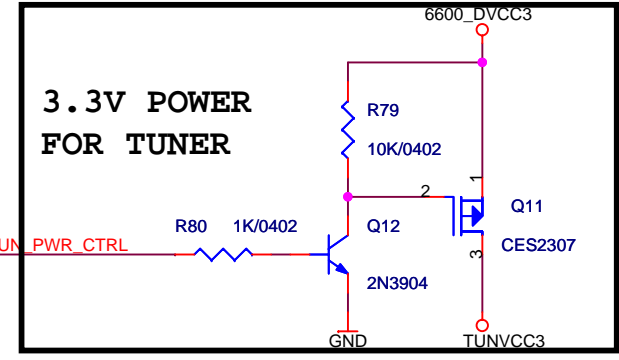 6600_DVCC3
3.3V POWER
FOR TUNER
R79
10K/0402
1
2
Q11
R80 1K/0402
Q12
UN_PWR_CTRL
3
CES2307
2N3904
GND
TUNVCC3